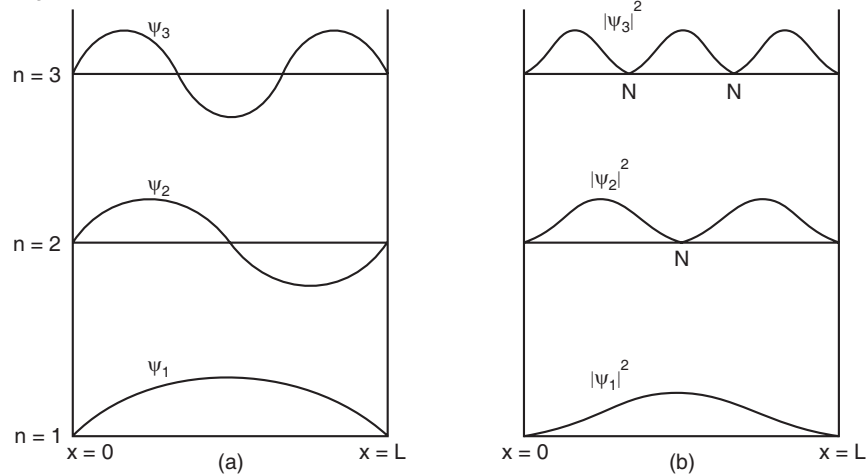 ψ₃
n = 3
ψ₂
n = 2
ψ₁
n = 1
x = 0
(a)
x = L
|ψ₃|²
N N
|ψ₂|²
N
|ψ₁|²
x = 0
(b)
x = L